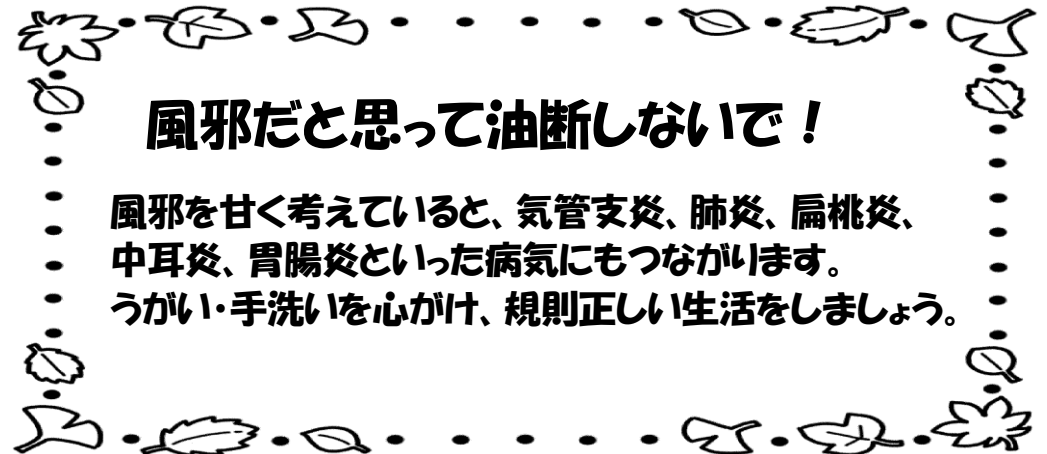 風邪だと思って油断しないで！
風邪を甘く考えていると、気管支炎、肺炎、扁桃炎、
中耳炎、胃腸炎といった病気にもつながります。
うがい・手洗いを心がけ、規則正しい生活をしましょう。